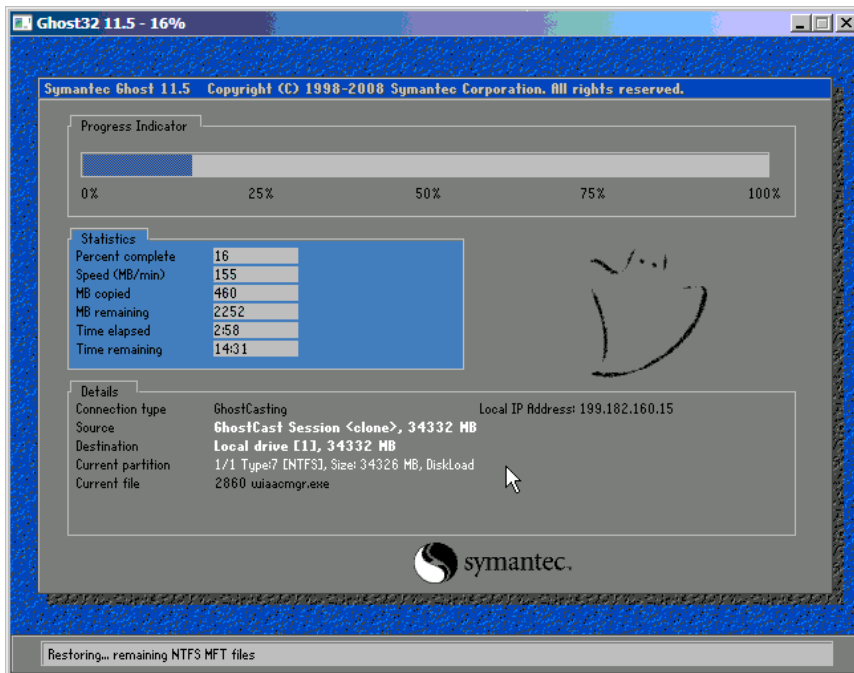 Ghost32 11.5 - 16%
Symantec Ghost 11.5 Copyright (C) 1998-2008 Symantec Corporation. All rights reserved.
Progress Indicator
0% 25% 50% 75% 100%
Statistics
Percent complete 16
Speed (MB/min) 155
MB copied 460
MB remaining 2252
Time elapsed 2:58
Time remaining 14:31
Details
Connection type GhostCasting Local IP Address: 199.182.160.15
Source GhostCast Session <clone>, 34332 MB
Destination Local drive [1], 34332 MB
Current partition 1/1 Type:7 [NTFS], Size: 34326 MB, DiskLoad
Current file 2860 wiaacmgr.exe
symantec.
Restoring... remaining NTFS MFT files